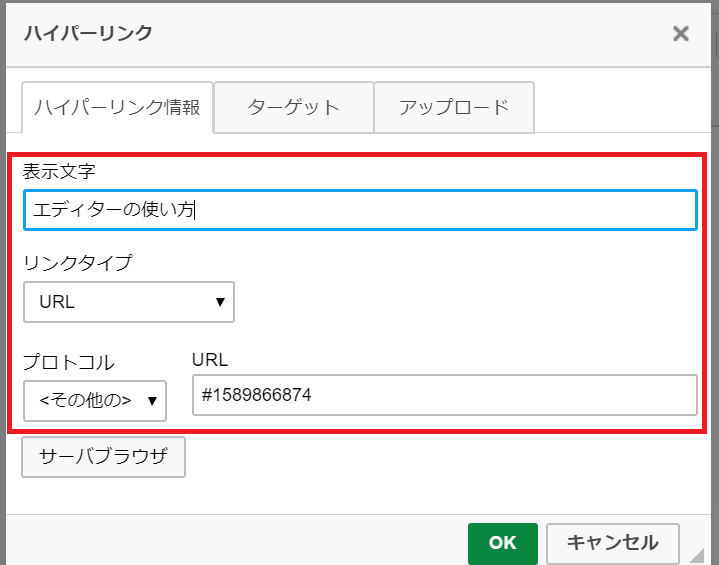 ハイパーリンク
ハイパーリンク情報 ターゲット アップロード
表示文字
エディターの使い方
リンクタイプ
URL
プロトコル URL
<その他の> #1589866874
サーバブラウザ
OK キャンセル